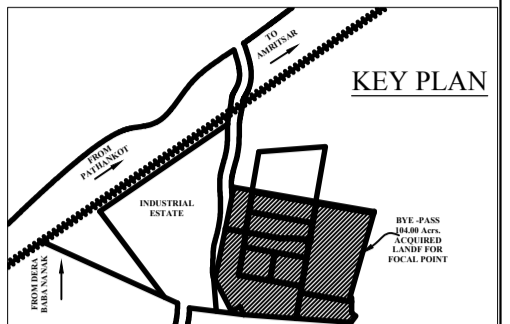 TO
AMRITSAR
KEY PLAN
FROM
PATHANKOT
INDUSTRIAL
ESTATE
BYE -PASS
104.00 Acrs.
ACQUIRED
LANDF FOR
FOCAL POINT
FROM DERA
BABA NANAK